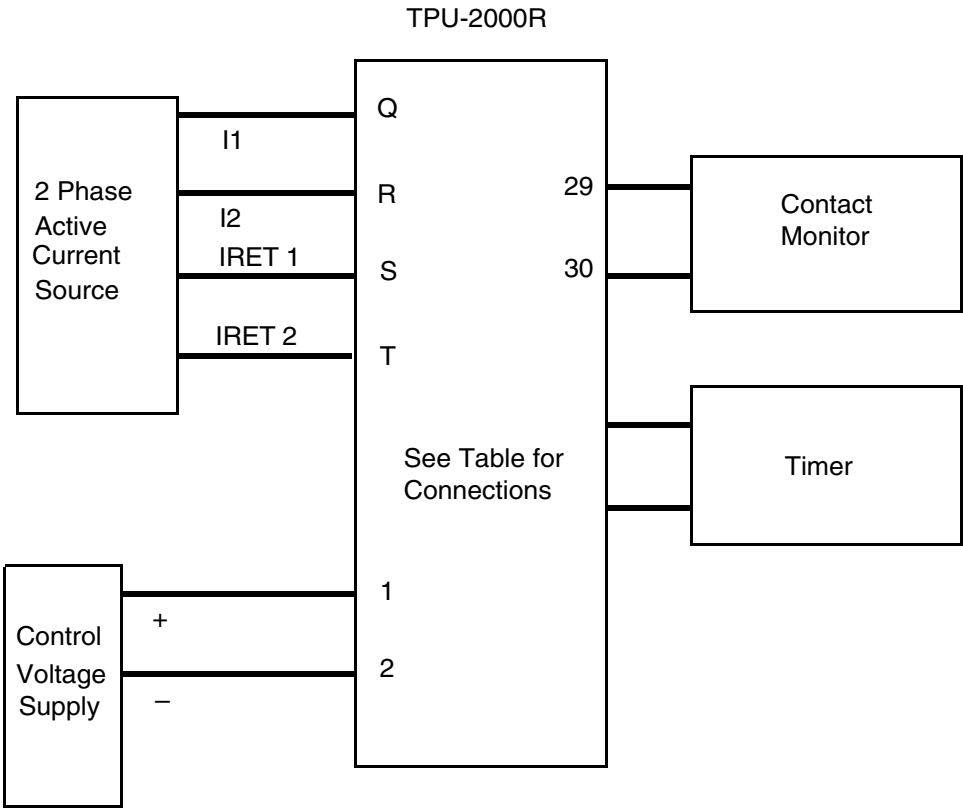 TPU-2000R
Q
I1
R
I2
IRET 1
S
IRET 2
T
2 Phase
Active
Current
Source
29
30
Contact
Monitor
See Table for
Connections
Timer
1
+
2
–
Control
Voltage
Supply